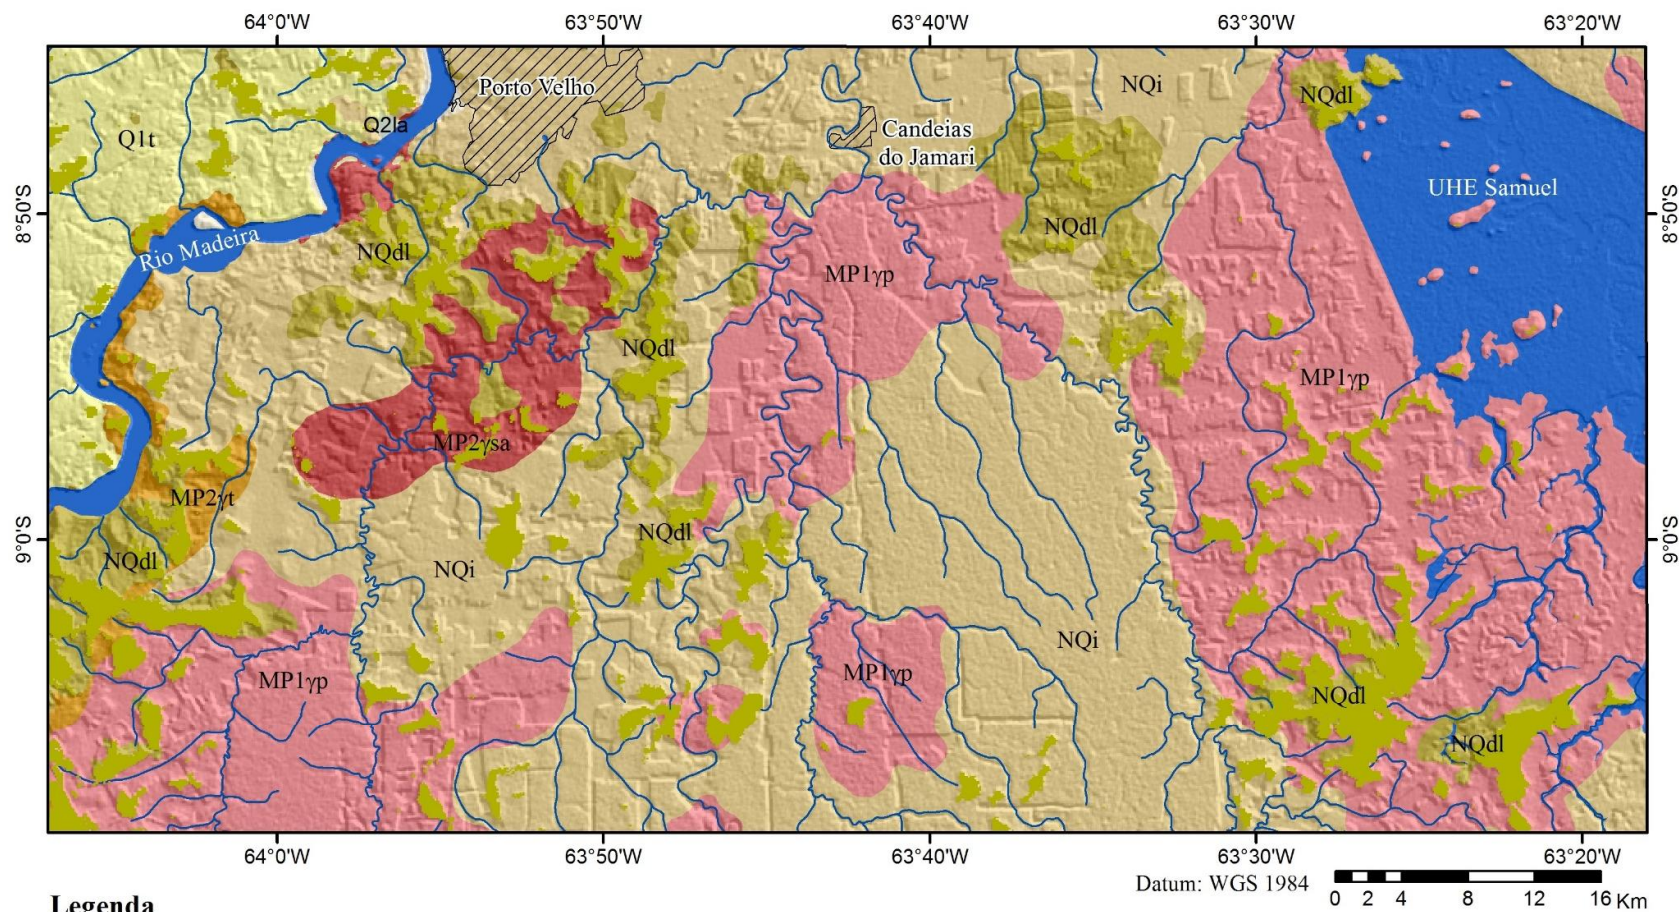 64°0'W
63°50'W
63°40'W
63°30'W
63°20'W
Porto Velho
NQi
NQdl
Q2la
Q1t
Candeias
do Jamari
UHE Samuel
8°50'S
8°50'S
NQdl
NQdl
Rio Madeira
MP1γp
NQdl
MP1γp
MP2γsa
MP2γt
NQdl
9°0'S
9°0'S
NQdl
NQi
NQi
MP1γp
MP1γp
NQdl
NQdl
64°0'W
63°50'W
63°40'W
63°30'W
63°20'W
Datum: WGS 1984
0 2 4 8 12 16 Km
Legenda